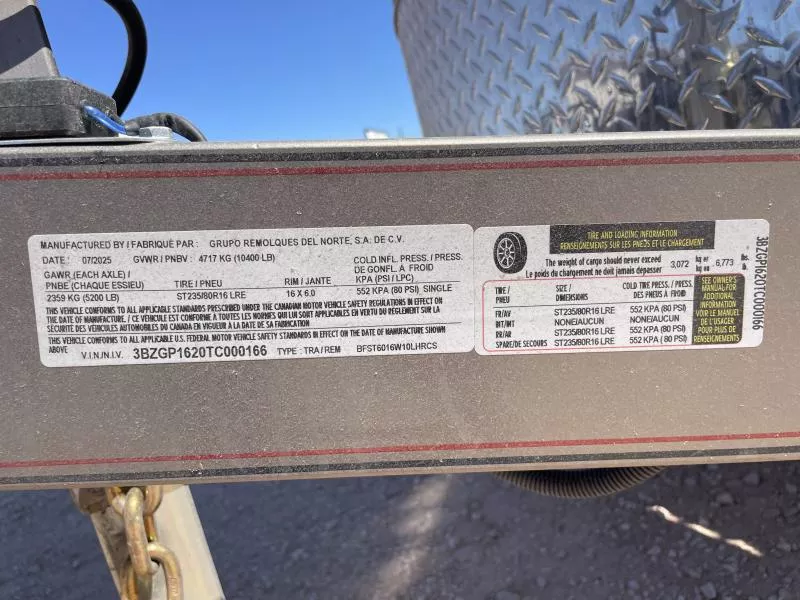 MANUFACTURED BY / FABRIQUÉ PAR : GRUPO REMOLQUES DEL NORTE, S.A. DE C.V.
DATE : 07/2025 GVWR / PNBV : 4717 KG (10400 LB)
GAWR (EACH AXLE) / PNBE (CHAQUE ESSIEU)
TIRE / PNEU
RIM / JANTE
COLD INFL. PRESS. / PRESS. DE GONFL. À FROID KPA (PSI / LPC)
2359 KG (5200 LB) ST235/80R16 LRE 16 X 6.0 552 KPA (80 PSI) SINGLE
THIS VEHICLE CONFORMS TO ALL APPLICABLE STANDARDS PRESCRIBED UNDER THE CANADIAN MOTOR VEHICLE SAFETY REGULATIONS IN EFFECT ON
THE DATE OF MANUFACTURE. / CE VÉHICULE EST CONFORME À TOUTES LES NORMES QUI LUI SONT APPLICABLES EN VERTU DU RÈGLEMENT SUR LA
SÉCURITÉ DES VÉHICULES AUTOMOBILES DU CANADA EN VIGUEUR À LA DATE DE SA FABRICATION
THIS VEHICLE CONFORMS TO ALL APPLICABLE U.S. FEDERAL MOTOR VEHICLE SAFETY STANDARDS IN EFFECT ON THE DATE OF MANUFACTURE SHOWN
ABOVE
V.I.N./N.I.V. 3BZGP1620TC000166 TYPE : TRA / REM BFST6016W10LHRCS
TIRE AND LOADING INFORMATION
RENSEIGNEMENTS SUR LES PNEUS ET LE CHARGEMENT
The weight of cargo should never exceed
Le poids du chargement ne doit jamais dépasser
3,072 kg or kg ou 6,773 lbs. lb.
TIRE PNEU
SIZE / DIMENSIONS
COLD TIRE PRESS. / PRESS. DES PNEUS À FROID
FR/AV ST235/80R16 LRE 552 KPA (80 PSI)
INT/INT NONE/AUCUN NONE/AUCUN
RR/AR ST235/80R16 LRE 552 KPA (80 PSI)
SPARE/DE SECOURS ST235/80R16 LRE 552 KPA (80 PSI)
SEE OWNER'S
MANUAL FOR
ADDITIONAL
INFORMATION
VOIR LE MANUEL
DE L'USAGER
POUR PLUS DE
RENSEIGNEMENTS
3BZGP1620TC000166